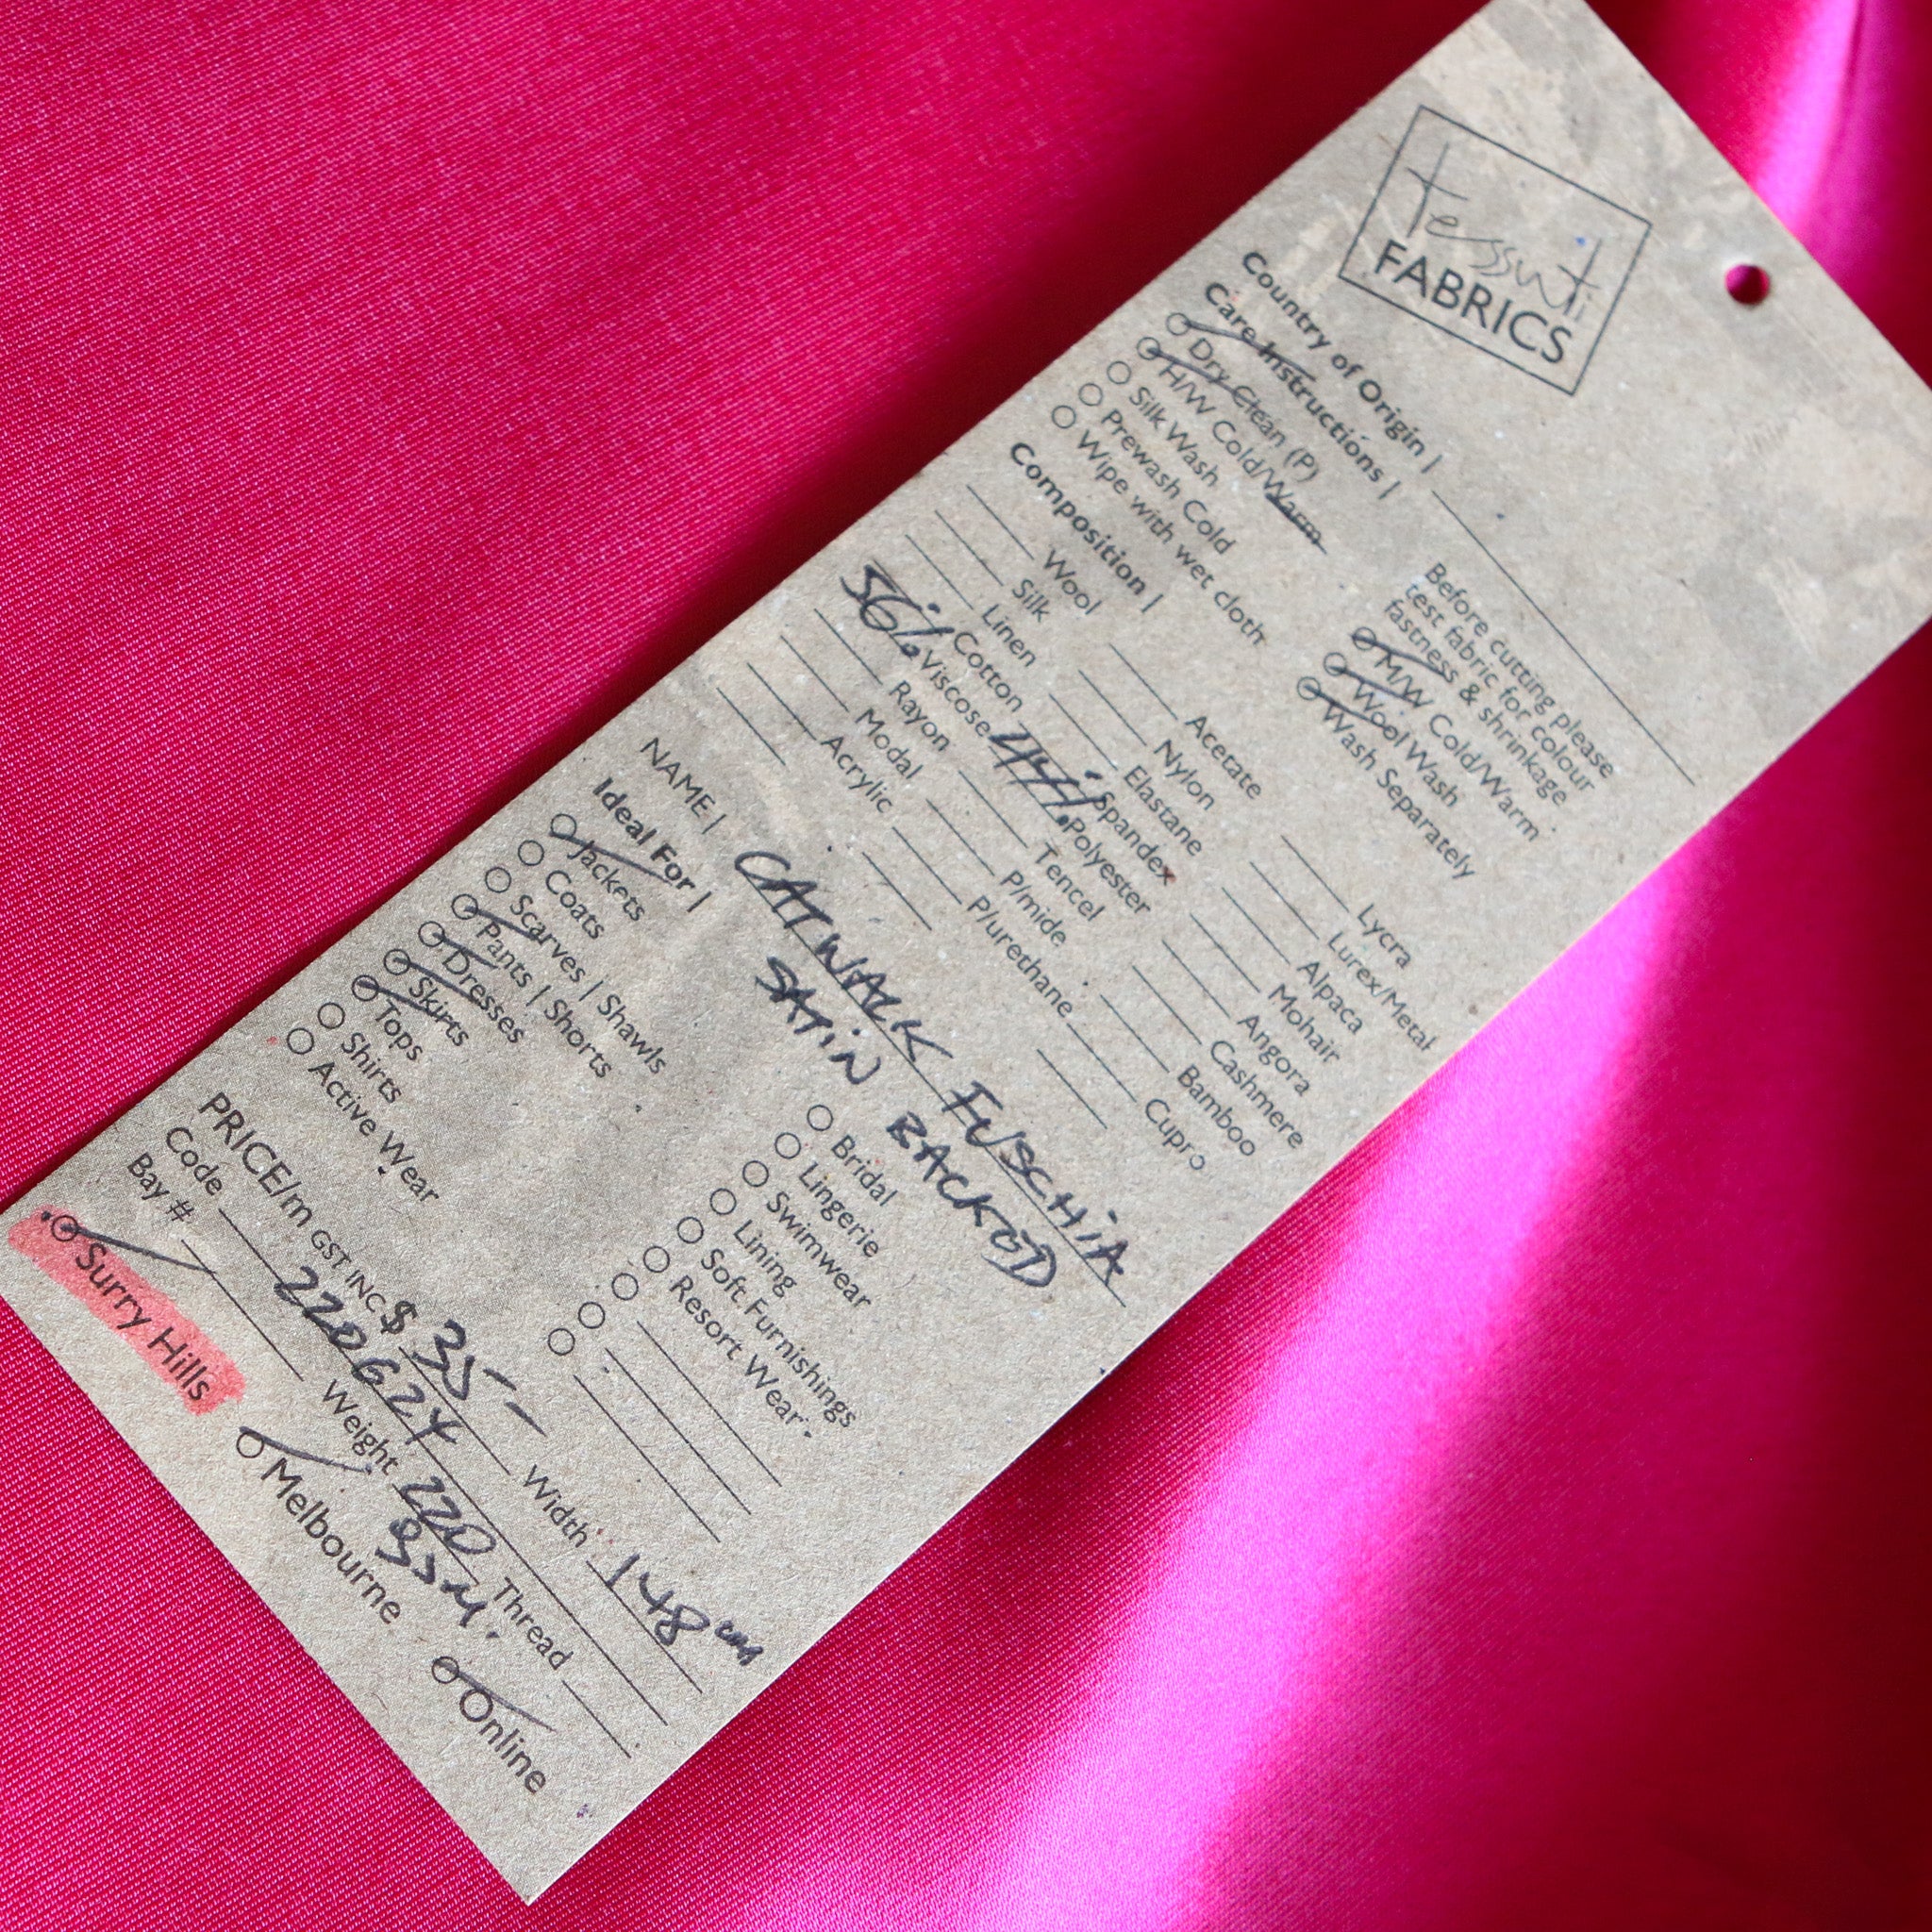 Tessuti
FABRICS
Country of Origin |
Care Instructions |
Dry Clean (P)
H/W Cold/Warm
Silk Wash
Prewash Cold
Wipe with wet cloth
Before cutting please
test fabric for colour
fastness & shrinkage
M/W Cold/Warm
Wool Wash
Wash Separately
Composition |
Wool
Silk
Linen
Cotton
56% Viscose
Rayon
Modal
Acrylic
Acetate
Nylon
Elastane
Spandex
44% Polyester
Tencel
P/mide
P/urethane
Lycra
Lurex/Metal
Alpaca
Mohair
Angora
Cashmere
Bamboo
Cupro
NAME | CATWALK FUSCHIA
SATIN BACKED
Ideal For |
Jackets
Coats
Scarves | Shawls
Pants | Shorts
Dresses
Skirts
Tops
Shirts
Active Wear
Bridal
Lingerie
Swimwear
Lining
Soft Furnishings
Resort Wear
PRICE/m GST INC $ 35- Width 148cms
Code 220624 Thread
Bay # Weight 220
gsm.
Surry Hills Melbourne Online